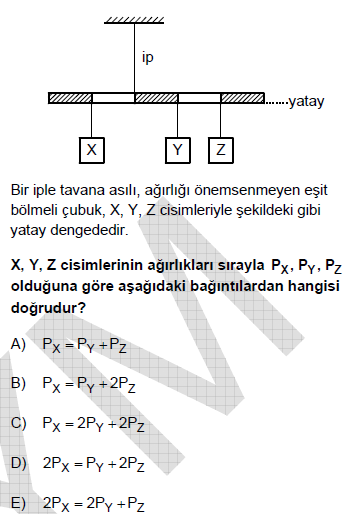 ip
yatay
X Y Z
Bir iple tavana asılı, ağırlığı önemsenmeyen eşit
bölmeli çubuk, X, Y, Z cisimleriyle şekildeki gibi
yatay dengededir.
X, Y, Z cisimlerinin ağırlıkları sırayla P_X, P_Y, P_Z
olduğuna göre aşağıdaki bağıntılardan hangisi
doğrudur?
A) P_X = P_Y + P_Z
B) P_X = P_Y + 2P_Z
C) P_X = 2P_Y + 2P_Z
D) 2P_X = P_Y + 2P_Z
E) 2P_X = 2P_Y + P_Z